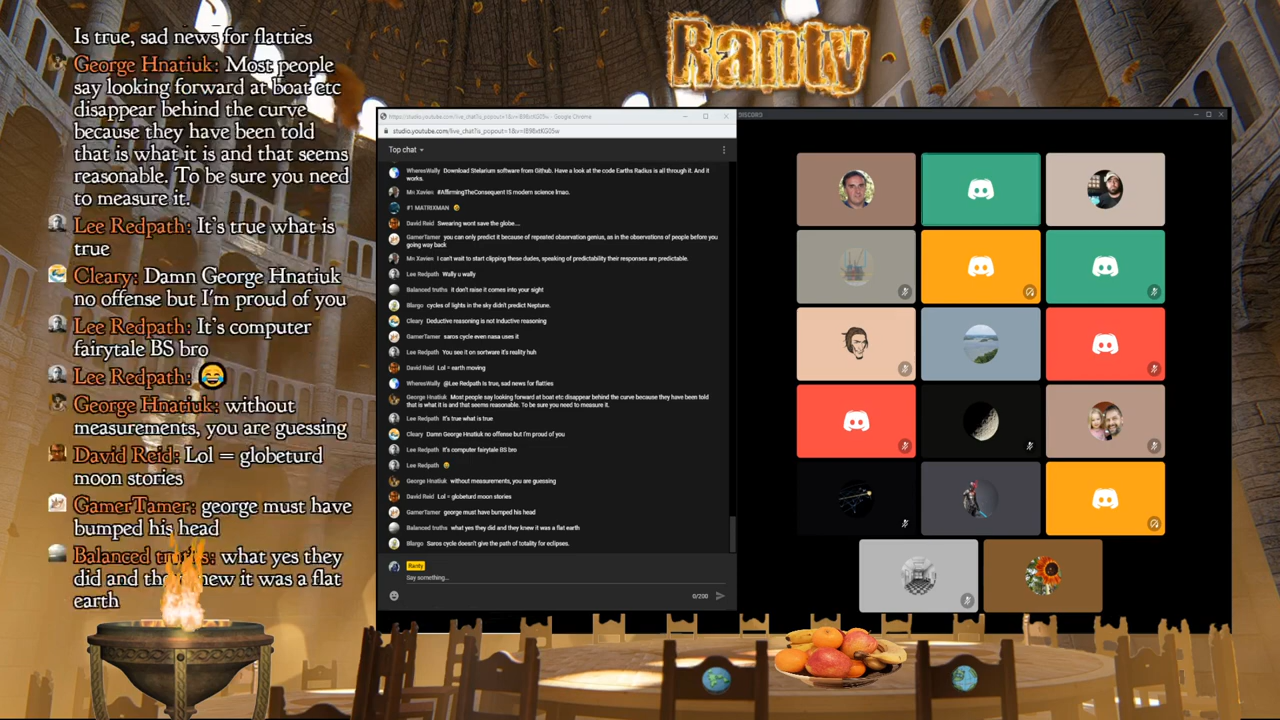 Is true, sad news for flatties
George Hnatiuk: Most people
say looking forward at boat etc
disappear behind the curve
because they have been told
that is what it is and that seems
reasonable. To be sure you need
to measure it.
Lee Redpath: It's true what is
true
Cleary: Damn George Hnatiuk
no offense but I'm proud of you
Lee Redpath: It's computer
fairytale BS bro
Lee Redpath: 😂
George Hnatiuk: without
measurements, you are guessing
David Reid: Lol = globeturd
moon stories
GamerTamer: george must have
bumped his head
Balanced truths: what yes they
did and they knew it was a flat
earth
Ranty
Google Chrome
Top chat
WheresWally Download Stelarium software from Github. Have a look at the code Earths Radius is all through it. And it
works.
Mn Xavien #AffirmingTheConsequent IS modern science lmao.
#1 MATRIXMAN
David Reid Swearing wont save the globe....
GamerTamer you can only predict it because of repeated observation genius, as in the observations of people before you
going way back
Mn Xavien I can't wait to start clipping these dudes, speaking of predictability their responses are predictable.
Lee Redpath Wally u wally
Balanced truths it don't raise it comes into your sight
Blargo cycles of lights in the sky didn't predict Neptune.
Cleary Deductive reasoning is not Inductive reasoning
GamerTamer saros cycle even nasa uses it
Lee Redpath You see it on sortware it's reality huh
David Reid Lol = earth moving
WheresWally @Lee Redpath Is true, sad news for flatties
George Hnatiuk Most people say looking forward at boat etc disappear behind the curve because they have been told
that is what it is and that seems reasonable. To be sure you need to measure it.
Lee Redpath It's true what is true
Cleary Damn George Hnatiuk no offense but I'm proud of you
Lee Redpath It's computer fairytale BS bro
Lee Redpath 😂
George Hnatiuk without measurements, you are guessing
David Reid Lol = globeturd moon stories
GamerTamer george must have bumped his head
Balanced truths what yes they did and they knew it was a flat earth
Blargo Saros cycle doesn't give the path of totality for eclipses.
Ranty
Say something...
0/200
DISCORD